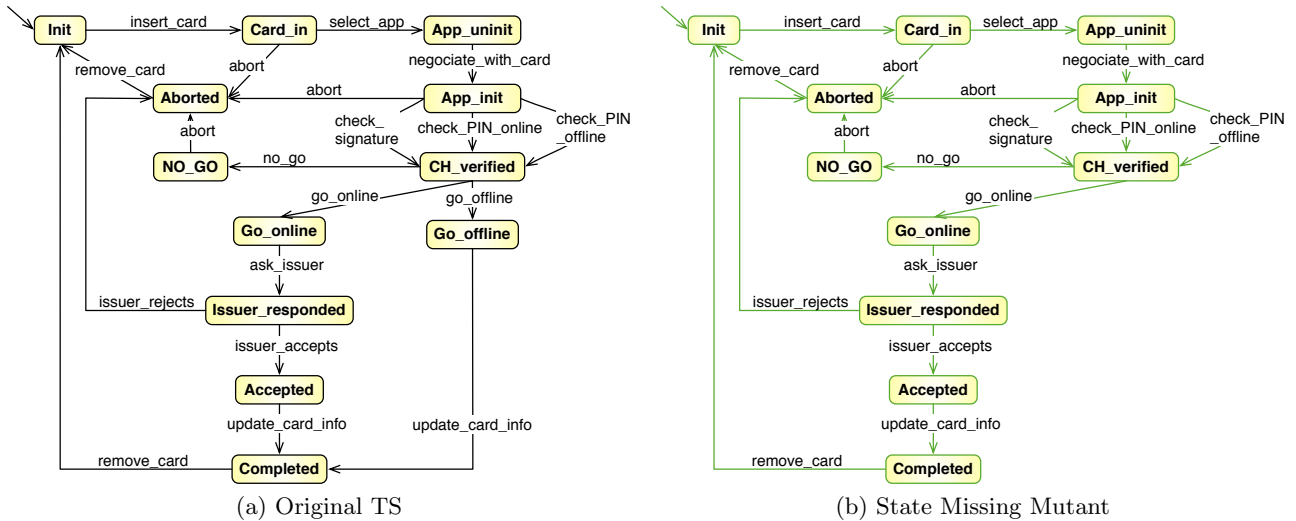 Init
insert_card
Card_in
select_app
App_uninit
negociate_with_card
remove_card
abort
Aborted
abort
App_init
abort
check_
signature
check_PIN_online
check_PIN
_offline
NO_GO
no_go
CH_verified
go_online
go_offline
Go_online
Go_offline
ask_issuer
issuer_rejects
Issuer_responded
issuer_accepts
Accepted
update_card_info
update_card_info
remove_card
Completed
(a) Original TS
Init
insert_card
Card_in
select_app
App_uninit
negociate_with_card
remove_card
abort
Aborted
abort
App_init
abort
check_
signature
check_PIN_online
check_PIN
_offline
NO_GO
no_go
CH_verified
go_online
Go_online
ask_issuer
issuer_rejects
Issuer_responded
issuer_accepts
Accepted
update_card_info
remove_card
Completed
(b) State Missing Mutant